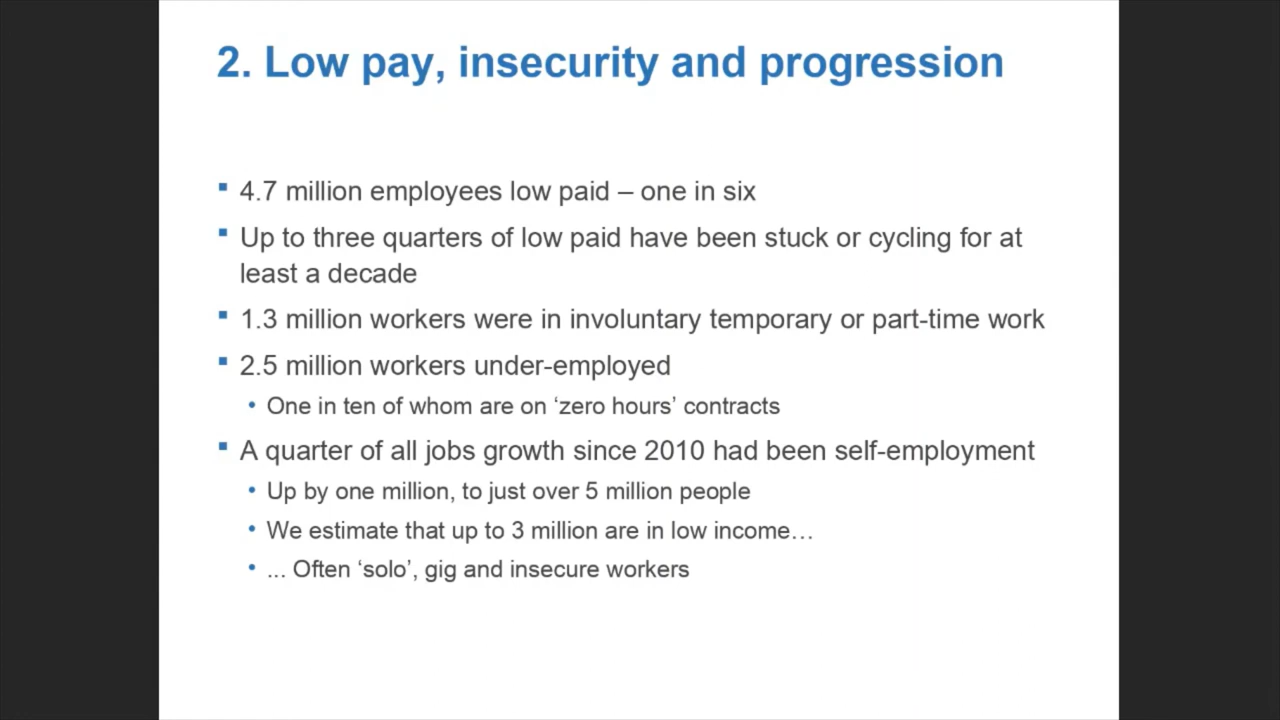 2. Low pay, insecurity and progression
▪ 4.7 million employees low paid – one in six
▪ Up to three quarters of low paid have been stuck or cycling for at
least a decade
▪ 1.3 million workers were in involuntary temporary or part-time work
▪ 2.5 million workers under-employed
• One in ten of whom are on ‘zero hours’ contracts
▪ A quarter of all jobs growth since 2010 had been self-employment
• Up by one million, to just over 5 million people
• We estimate that up to 3 million are in low income…
• ... Often ‘solo’, gig and insecure workers